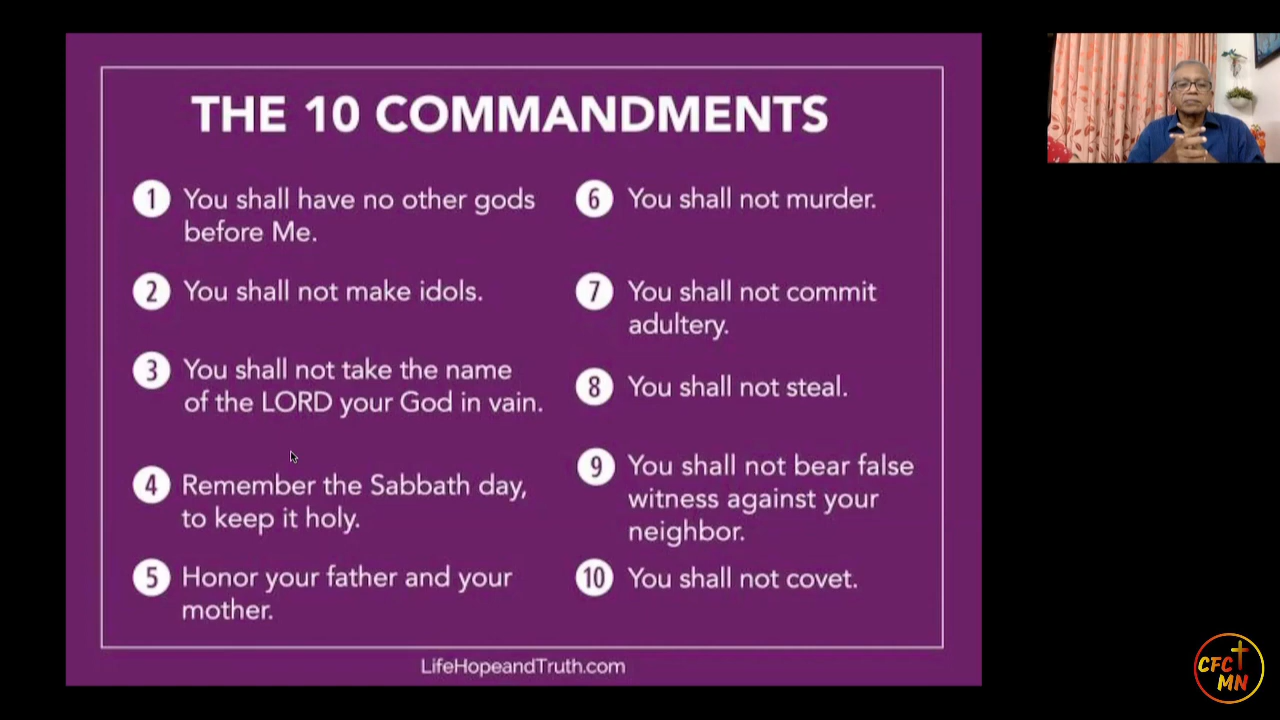 THE 10 COMMANDMENTS
1 You shall have no other gods
before Me.
2 You shall not make idols.
3 You shall not take the name
of the LORD your God in vain.
4 Remember the Sabbath day,
to keep it holy.
5 Honor your father and your
mother.
6 You shall not murder.
7 You shall not commit
adultery.
8 You shall not steal.
9 You shall not bear false
witness against your
neighbor.
10 You shall not covet.
LifeHopeandTruth.com
CFC
MN